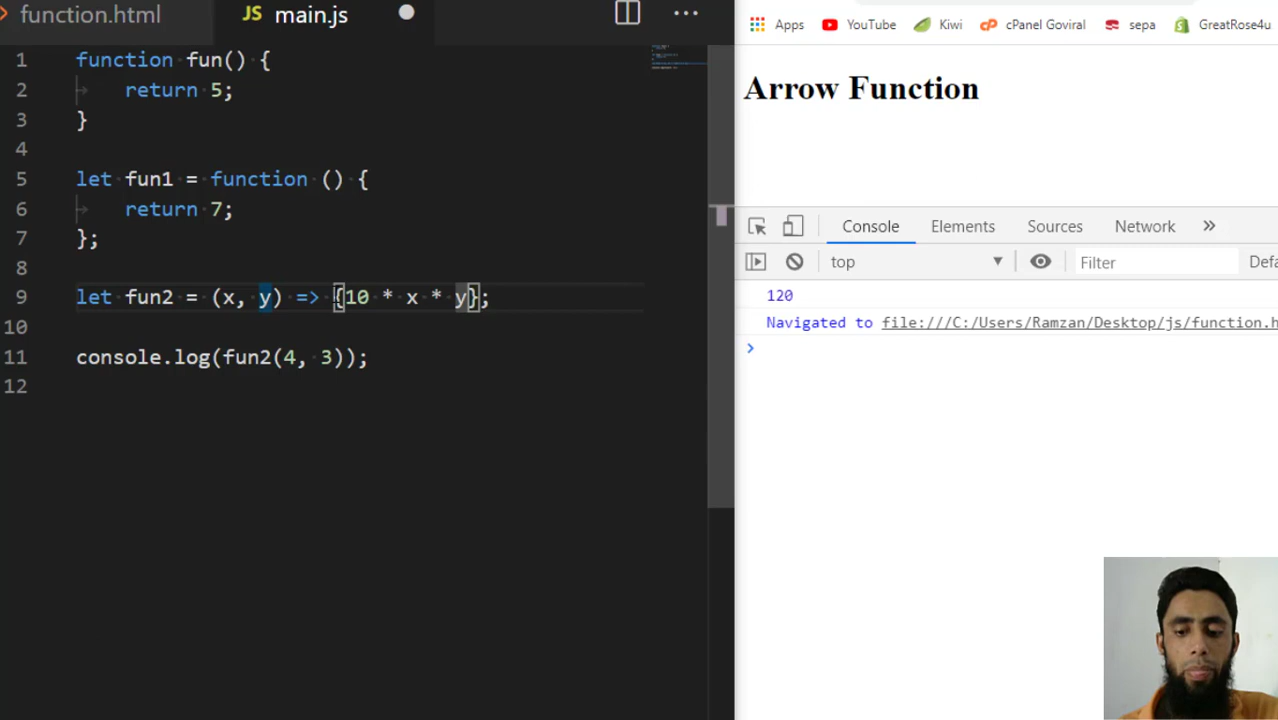 function.html
JS main.js
1 function fun() {
2 return 5;
3 }
4
5 let fun1 = function () {
6 return 7;
7 };
8
9 let fun2 = (x, y) => {10 * x * y};
10
11 console.log(fun2(4, 3));
12
Apps YouTube Kiwi cPanel Goviral sepa GreatRose4u
Arrow Function
Console Elements Sources Network
top Filter Defa
120
Navigated to file:///C:/Users/Ramzan/Desktop/js/function.h